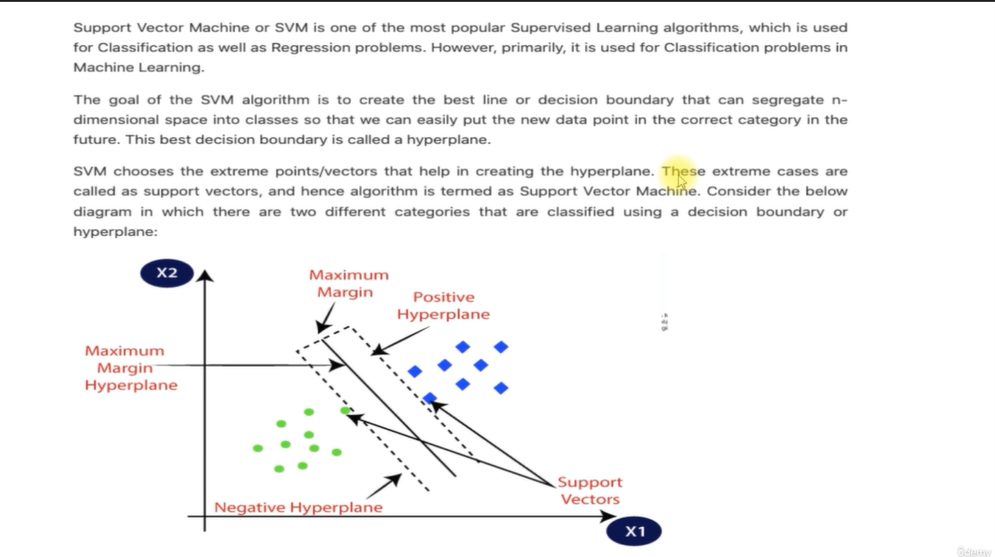 Support Vector Machine or SVM is one of the most popular Supervised Learning algorithms, which is used
for Classification as well as Regression problems. However, primarily, it is used for Classification problems in
Machine Learning.
The goal of the SVM algorithm is to create the best line or decision boundary that can segregate n-
dimensional space into classes so that we can easily put the new data point in the correct category in the
future. This best decision boundary is called a hyperplane.
SVM chooses the extreme points/vectors that help in creating the hyperplane. These extreme cases are
called as support vectors, and hence algorithm is termed as Support Vector Machine. Consider the below
diagram in which there are two different categories that are classified using a decision boundary or
hyperplane:
X2
Maximum
Margin
Positive
Hyperplane
Maximum
Margin
Hyperplane
Support
Vectors
Negative Hyperplane
X1
ûdemy